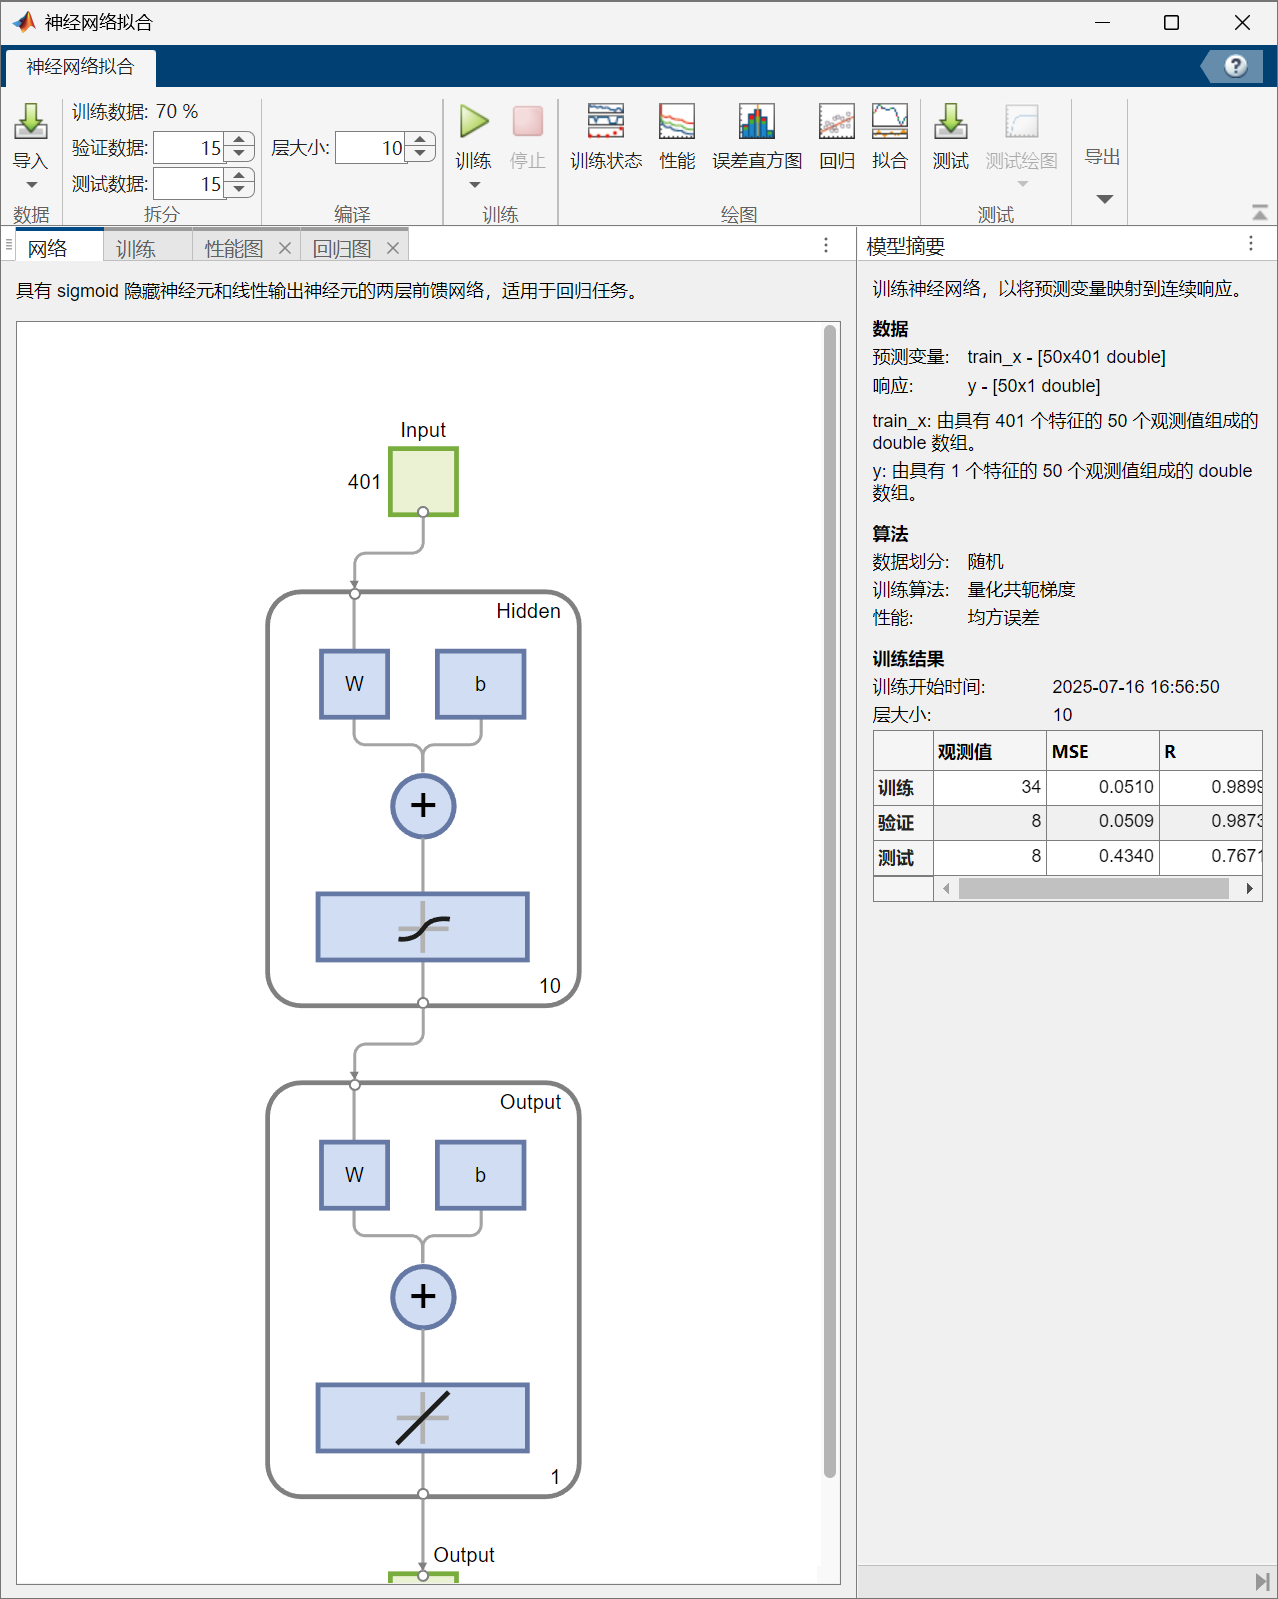 神经网络拟合
神经网络拟合
?
训练数据: 70 %
验证数据: 15
测试数据: 15
层大小: 10
导入
训练
停止
训练状态
性能
误差直方图
回归
拟合
测试
测试绘图
导出
数据
拆分
编译
训练
绘图
测试
网络
训练
性能图
回归图
具有 sigmoid 隐藏神经元和线性输出神经元的两层前馈网络，适用于回归任务。
Input
401
Hidden
W
b
+
10
Output
W
b
+
1
Output
模型摘要
训练神经网络，以将预测变量映射到连续响应。
数据
预测变量: train_x - [50x401 double]
响应: y - [50x1 double]
train_x: 由具有 401 个特征的 50 个观测值组成的
double 数组。
y: 由具有 1 个特征的 50 个观测值组成的 double
数组。
算法
数据划分: 随机
训练算法: 量化共轭梯度
性能: 均方误差
训练结果
训练开始时间: 2025-07-16 16:56:50
层大小: 10
观测值 MSE R
训练 34 0.0510 0.9899
验证 8 0.0509 0.9873
测试 8 0.4340 0.7671